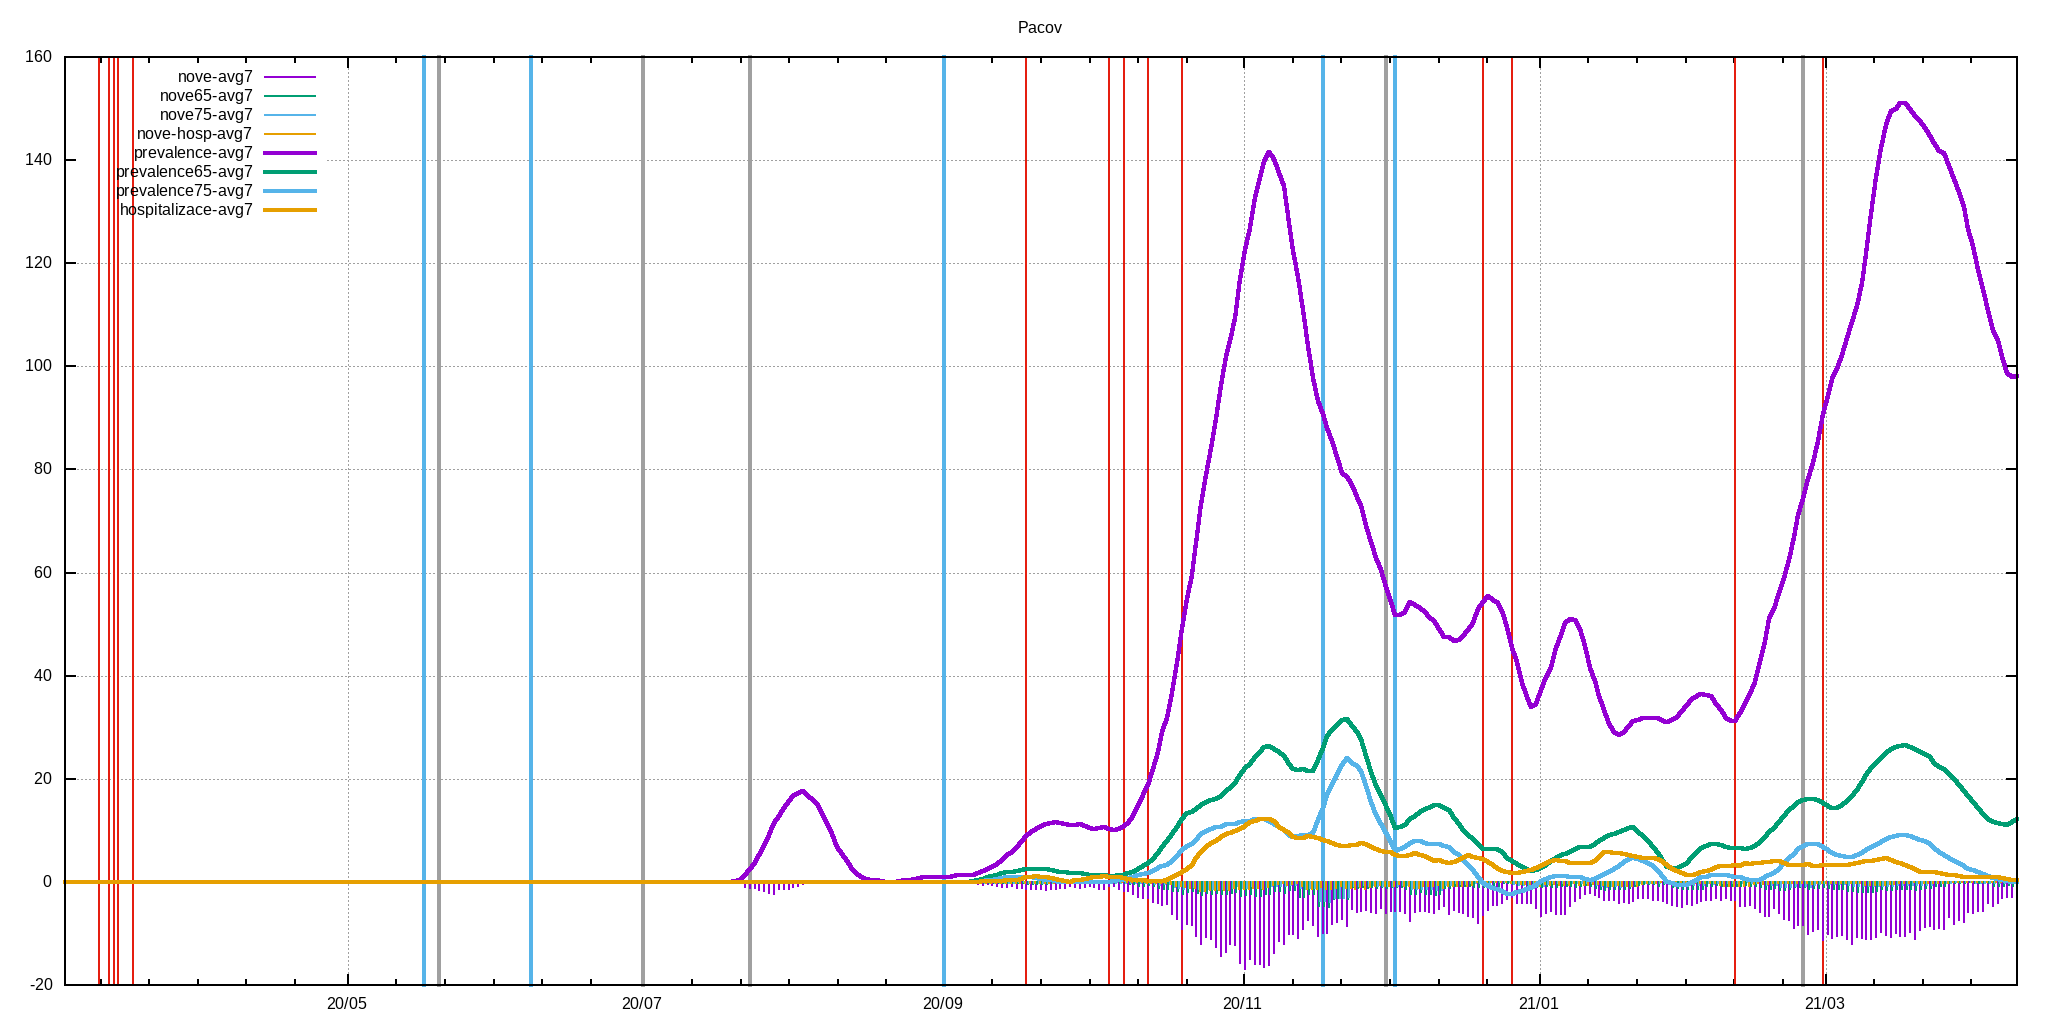 Pacov
160
140
120
100
80
60
40
20
0
-20
nove-avg7
nove65-avg7
nove75-avg7
nove-hosp-avg7
prevalence-avg7
prevalence65-avg7
prevalence75-avg7
hospitalizace-avg7
20/05
20/07
20/09
20/11
21/01
21/03